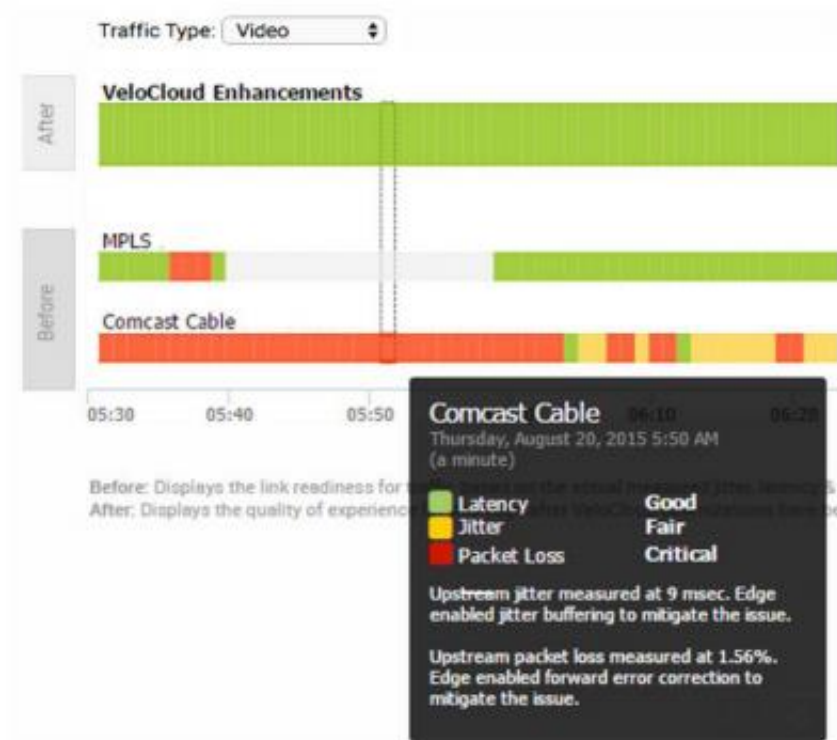 Traffic Type: Video
VeloCloud Enhancements
After
MPLS
Before
Comcast Cable
05:30 05:40 05:50 06:10 06:20
Comcast Cable
Thursday, August 20, 2015 5:50 AM
(a minute)
Latency Good
Jitter Fair
Packet Loss Critical
Upstream jitter measured at 9 msec. Edge
enabled jitter buffering to mitigate the issue.
Upstream packet loss measured at 1.56%.
Edge enabled forward error correction to
mitigate the issue.
Before: Displays the link readiness for
After: Displays the quality of experience